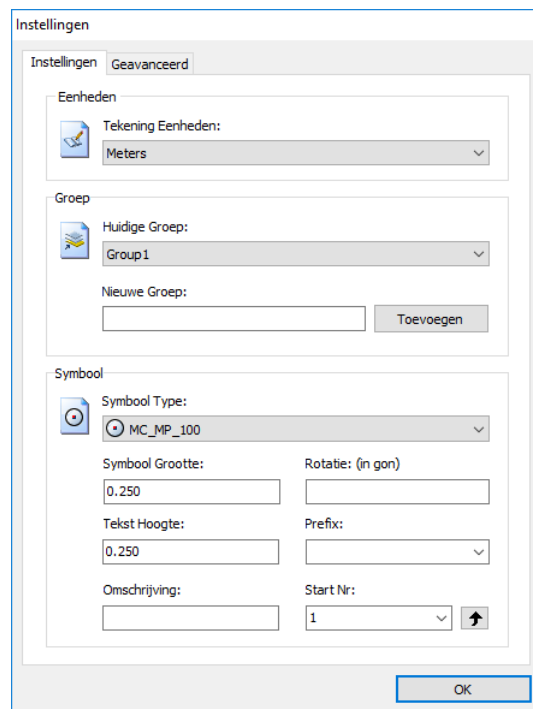 Instellingen
Instellingen Geavanceerd
Eenheden
Tekening Eenheden:
Meters
Groep
Huidige Groep:
Group1
Nieuwe Groep:
Toevoegen
Symbool
Symbool Type:
MC_MP_100
Symbool Grootte: Rotatie: (in gon)
0.250
Tekst Hoogte: Prefix:
0.250
Omschrijving: Start Nr:
1
OK